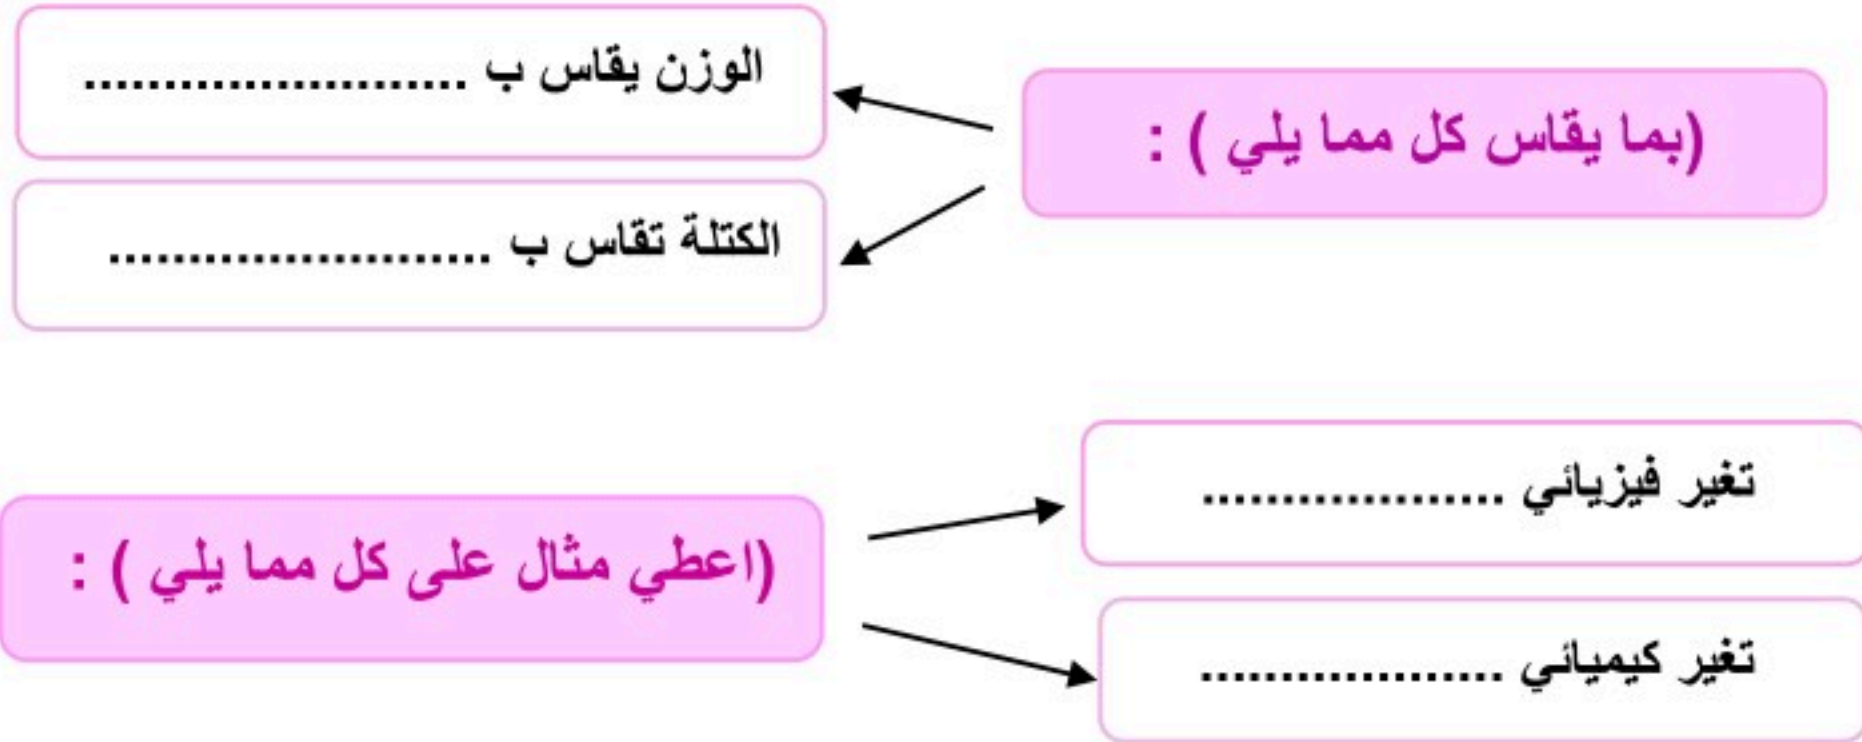 (بما يقاس كل مما يلي ) :
الوزن يقاس ب ........................
الكتلة تقاس ب ........................
(اعطي مثال على كل مما يلي ) :
تغير فيزيائي ...................
تغير كيميائي ...................